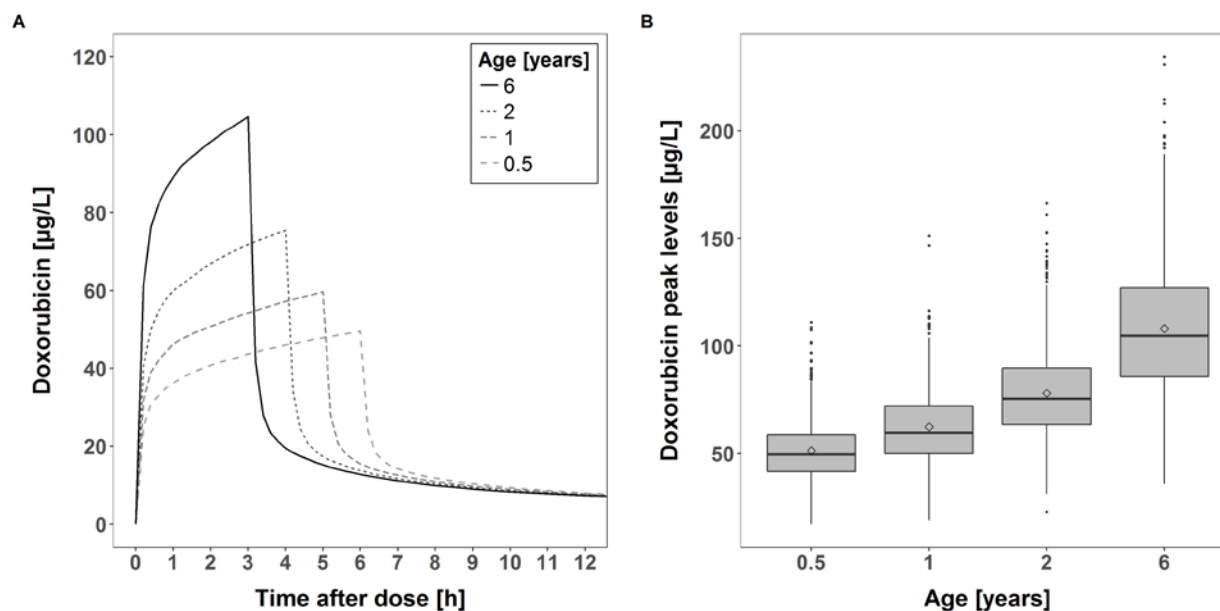 A
Doxorubicin [µg/L]
120
100
80
60
40
20
0
0 1 2 3 4 5 6 7 8 9 10 11 12
Time after dose [h]
Age [years]
6
2
1
0.5
B
Doxorubicin peak levels [µg/L]
200
150
100
50
0.5 1 2 6
Age [years]